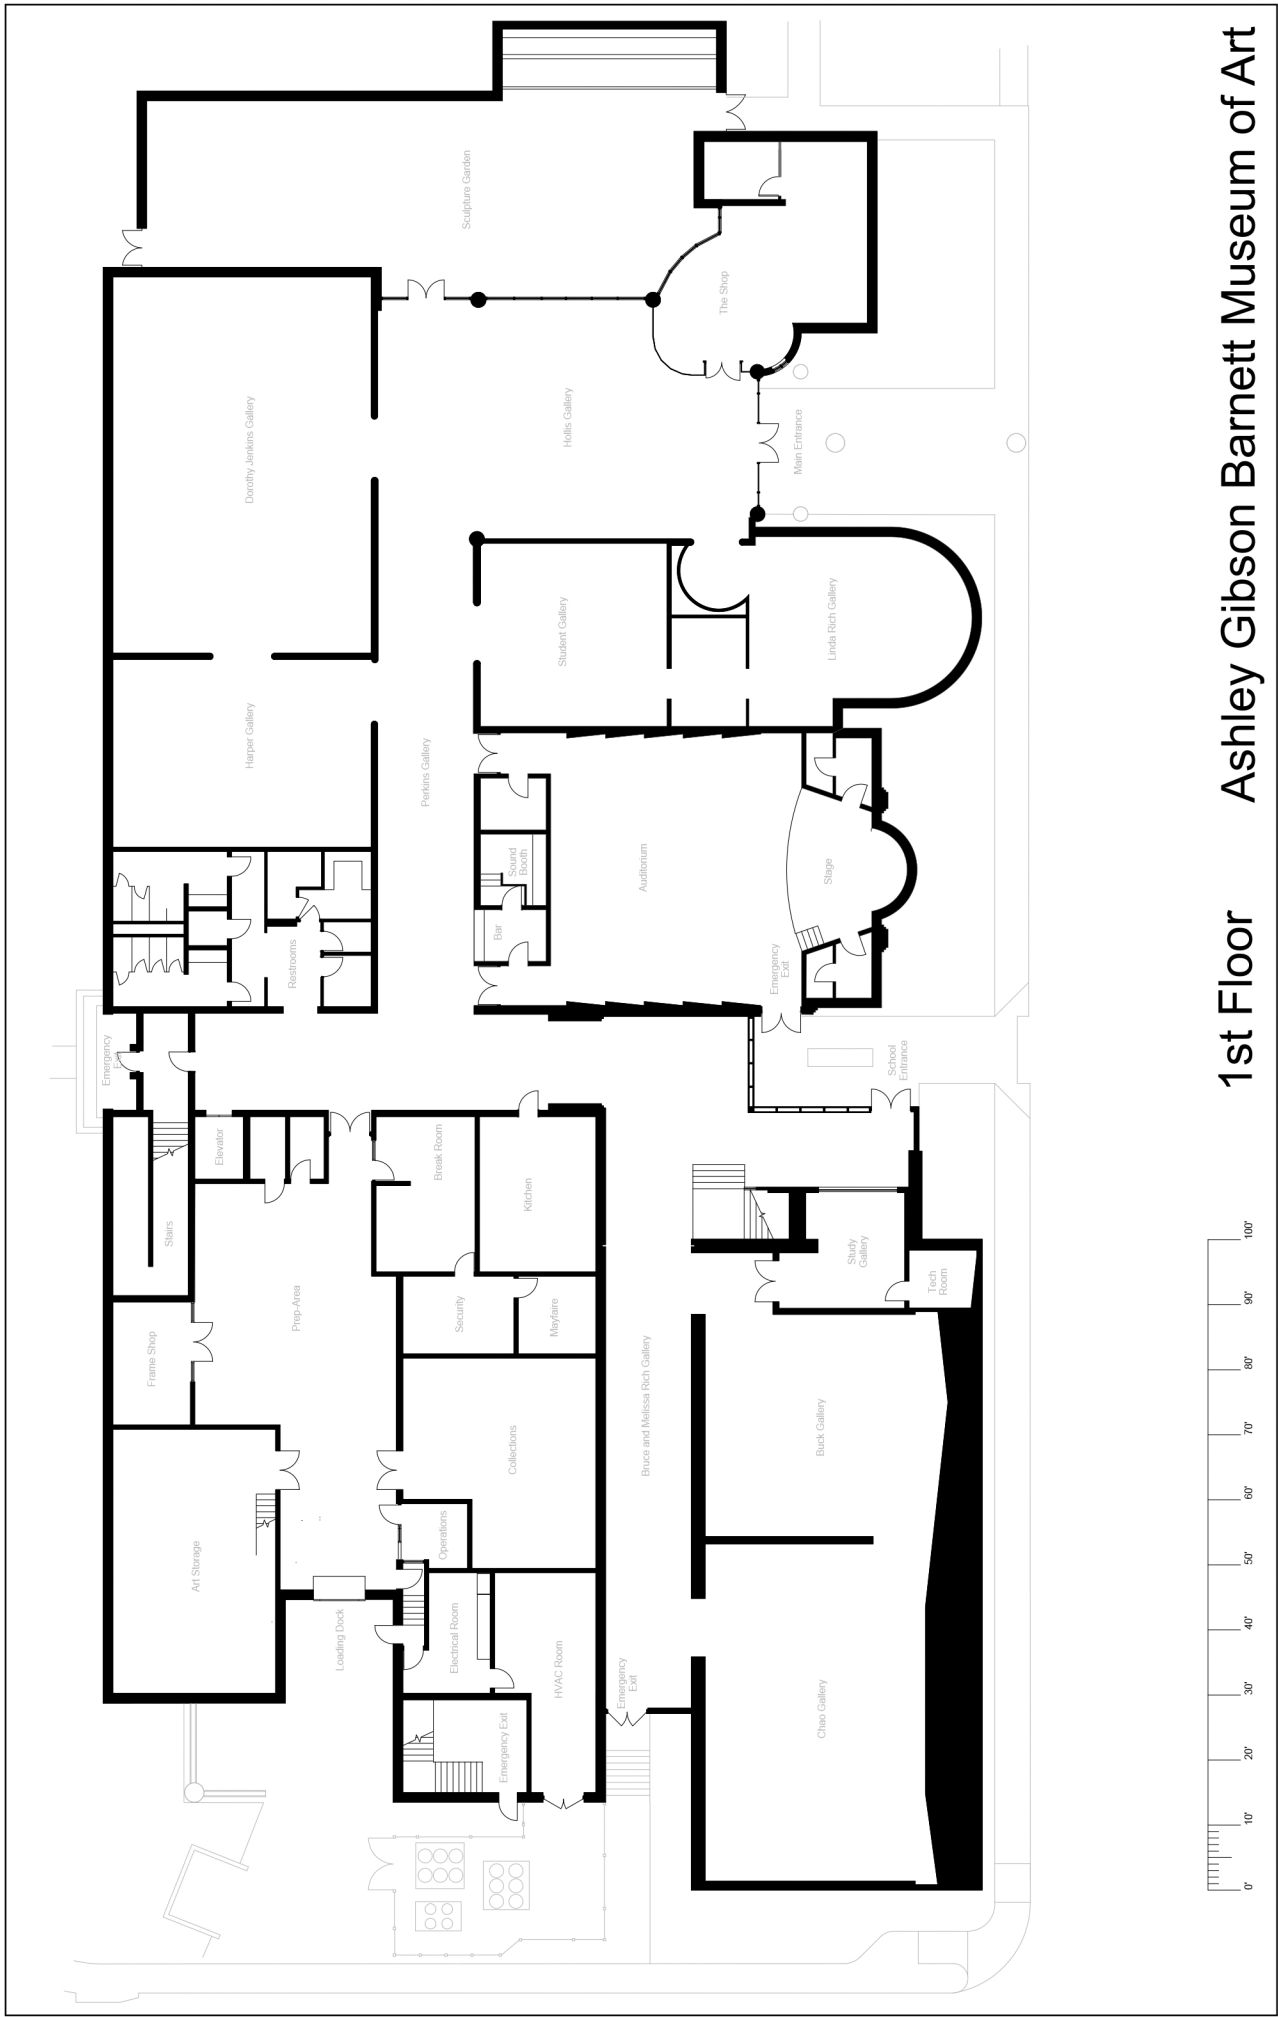 Ashley Gibson Barnett Museum of Art
1st Floor
Sculpture Garden
The Shop
Dorothy Jenkins Gallery
Hollis Gallery
Main Entrance
Student Gallery
Linda Rich Gallery
Harper Gallery
Perkins Gallery
Sound
Booth
Auditorium
Stage
Bar
Restrooms
Emergency
Exit
Emergency
Exit
School
Entrance
Elevator
Break Room
Kitchen
Stairs
Study
Gallery
Tech
Room
Prep-Area
Security
Mayfaire
Frame Shop
Bruce and Melissa Rich Gallery
Buck Gallery
Collections
Operations
Art Storage
Loading Dock
Electrical Room
HVAC Room
Emergency
Exit
Chao Gallery
Emergency Exit
0'
10'
20'
30'
40'
50'
60'
70'
80'
90'
100'